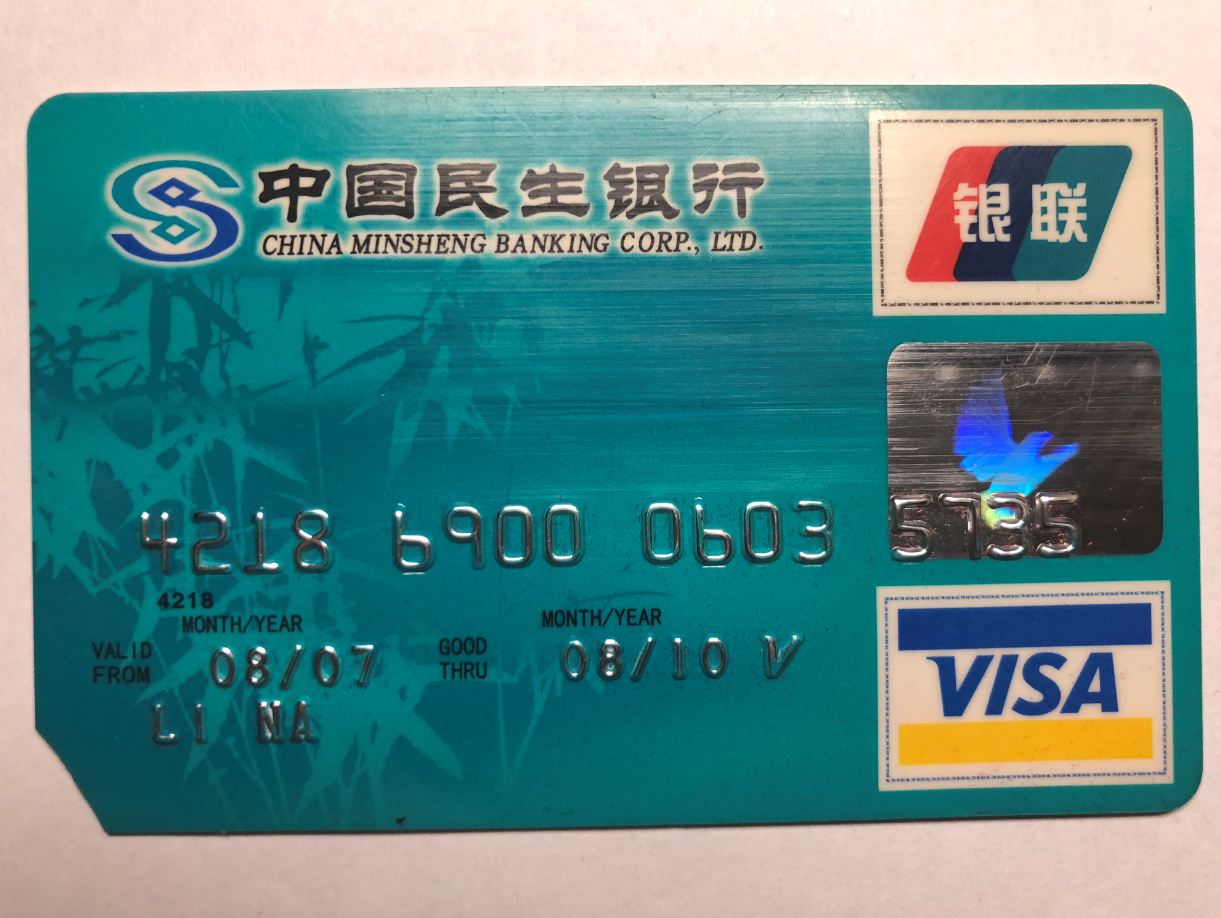 中国民生银行
CHINA MINSHENG BANKING CORP., LTD.
银联
4218 6900 0603 5735
4218
MONTH/YEAR MONTH/YEAR
VALID FROM 08/07 GOOD THRU 08/10 V
LI NA
VISA